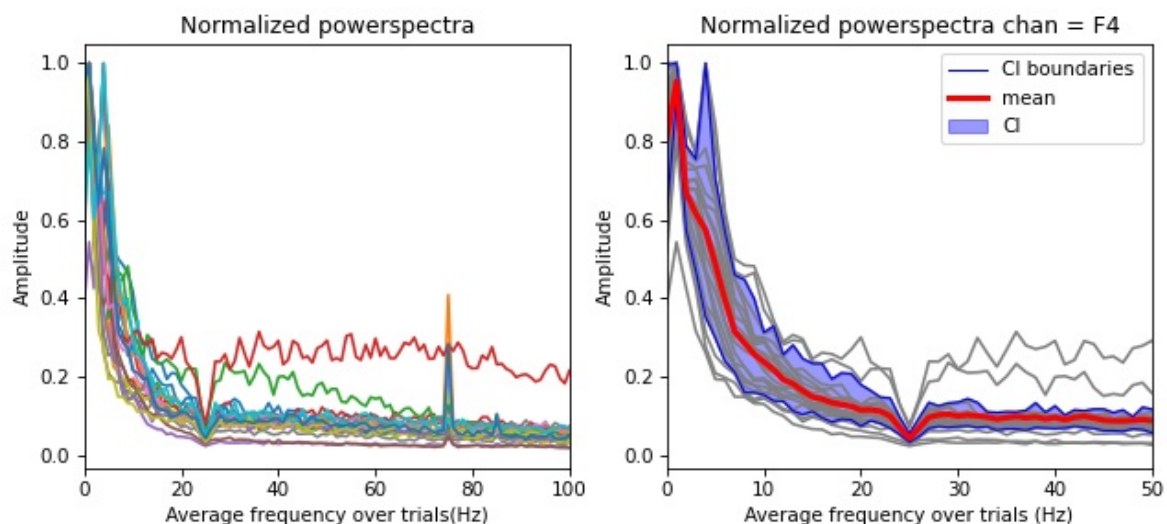 Normalized powerspectra
1.0
0.8
0.6
0.4
0.2
0.0
Amplitude
0 20 40 60 80 100
Average frequency over trials(Hz)
Normalized powerspectra chan = F4
CI boundaries
mean
CI
1.0
0.8
0.6
0.4
0.2
0.0
Amplitude
0 10 20 30 40 50
Average frequency over trials (Hz)